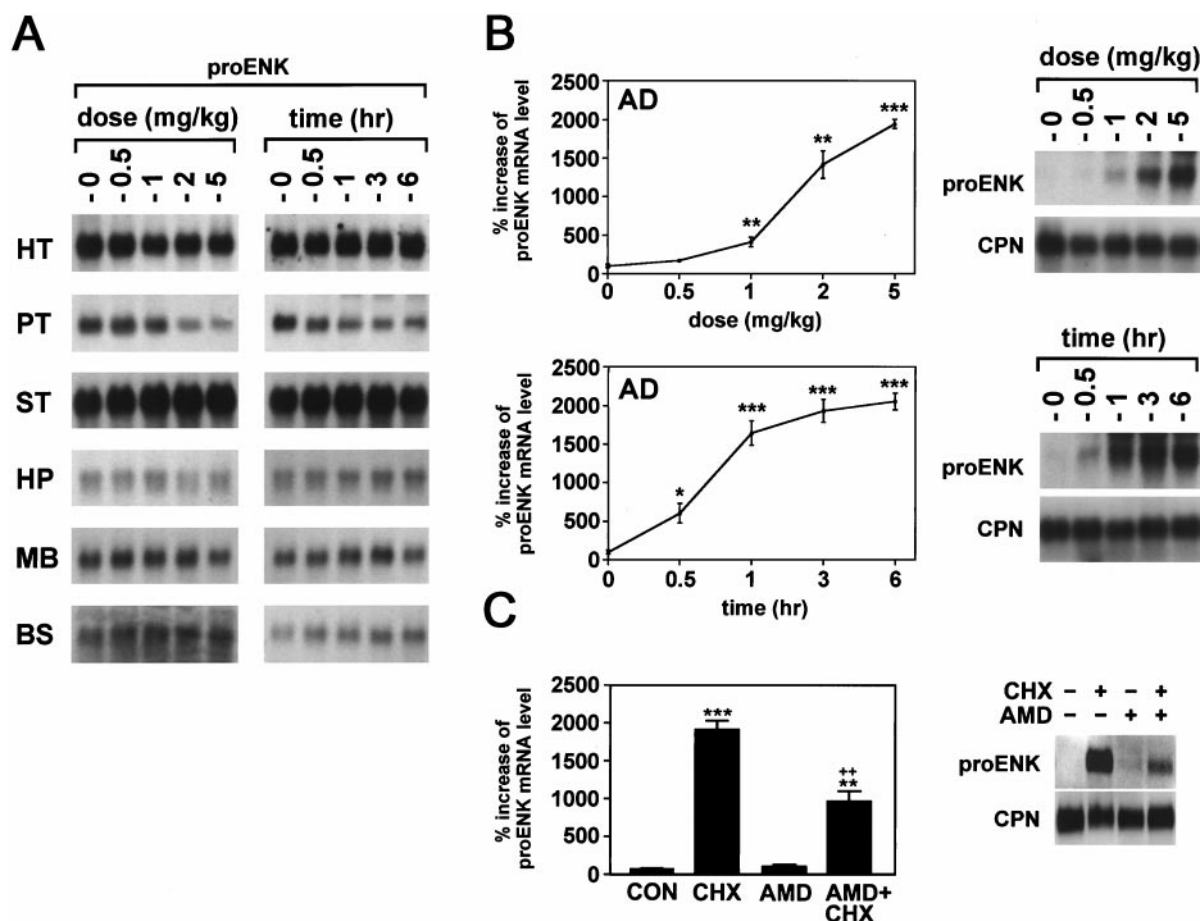 A
proENK
dose (mg/kg) time (hr)
- 0 - 0.5 - 1 - 2 - 5 - 0 - 0.5 - 1 - 3 - 6
HT
PT
ST
HP
MB
BS
B
AD
% increase of
proENK mRNA level
2500
2000
1500
1000
500
0
** ** ***
0 0.5 1 2 5
dose (mg/kg)
dose (mg/kg)
- 0 - 0.5 - 1 - 2 - 5
proENK
CPN
AD
% increase of
proENK mRNA level
2500
2000
1500
1000
500
0
* *** *** ***
0 0.5 1 3 6
time (hr)
time (hr)
- 0 - 0.5 - 1 - 3 - 6
proENK
CPN
C
% increase of
proENK mRNA level
2500
2000
1500
1000
500
0
***
++
**
CON CHX AMD AMD+
CHX
CHX – + – +
AMD – – + +
proENK
CPN